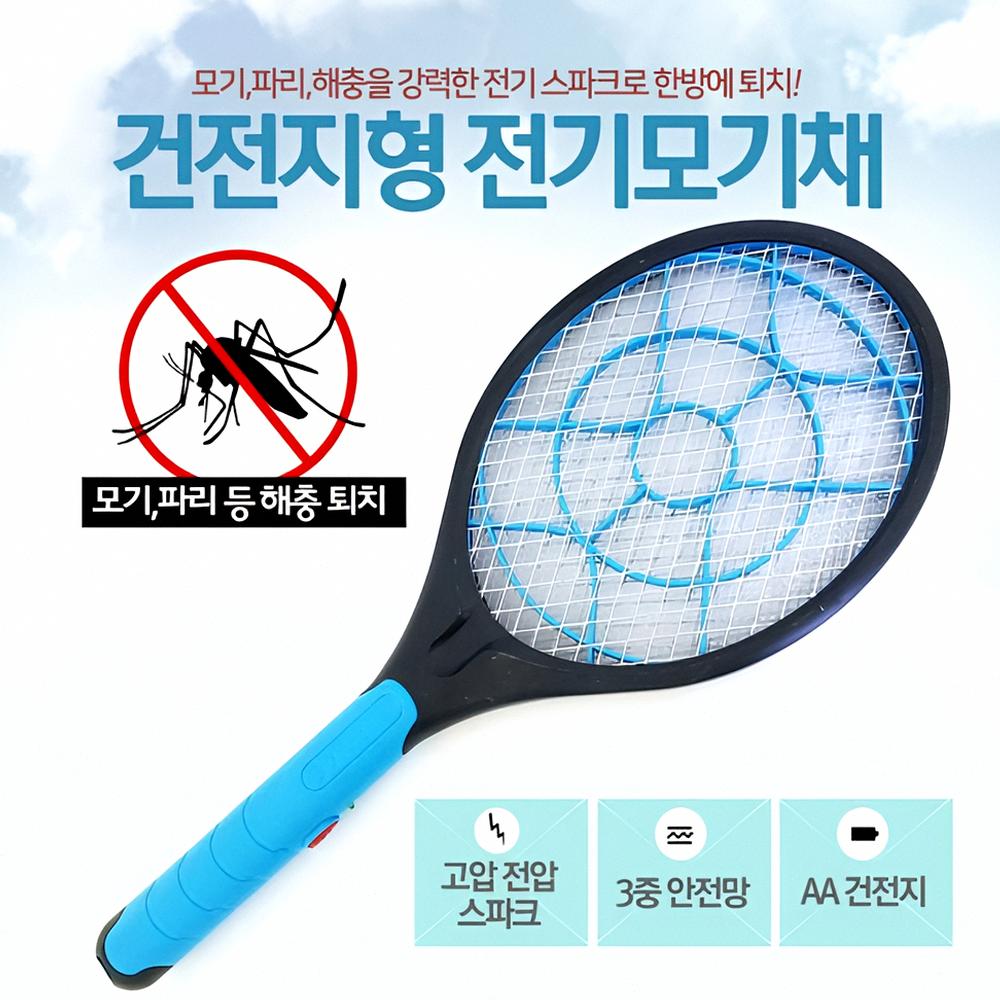 모기,파리,해충을 강력한 전기 스파크로 한방에 퇴치!
건전지형 전기모기채
모기,파리 등 해충 퇴치
고압 전압
스파크
3중 안전망
AA 건전지